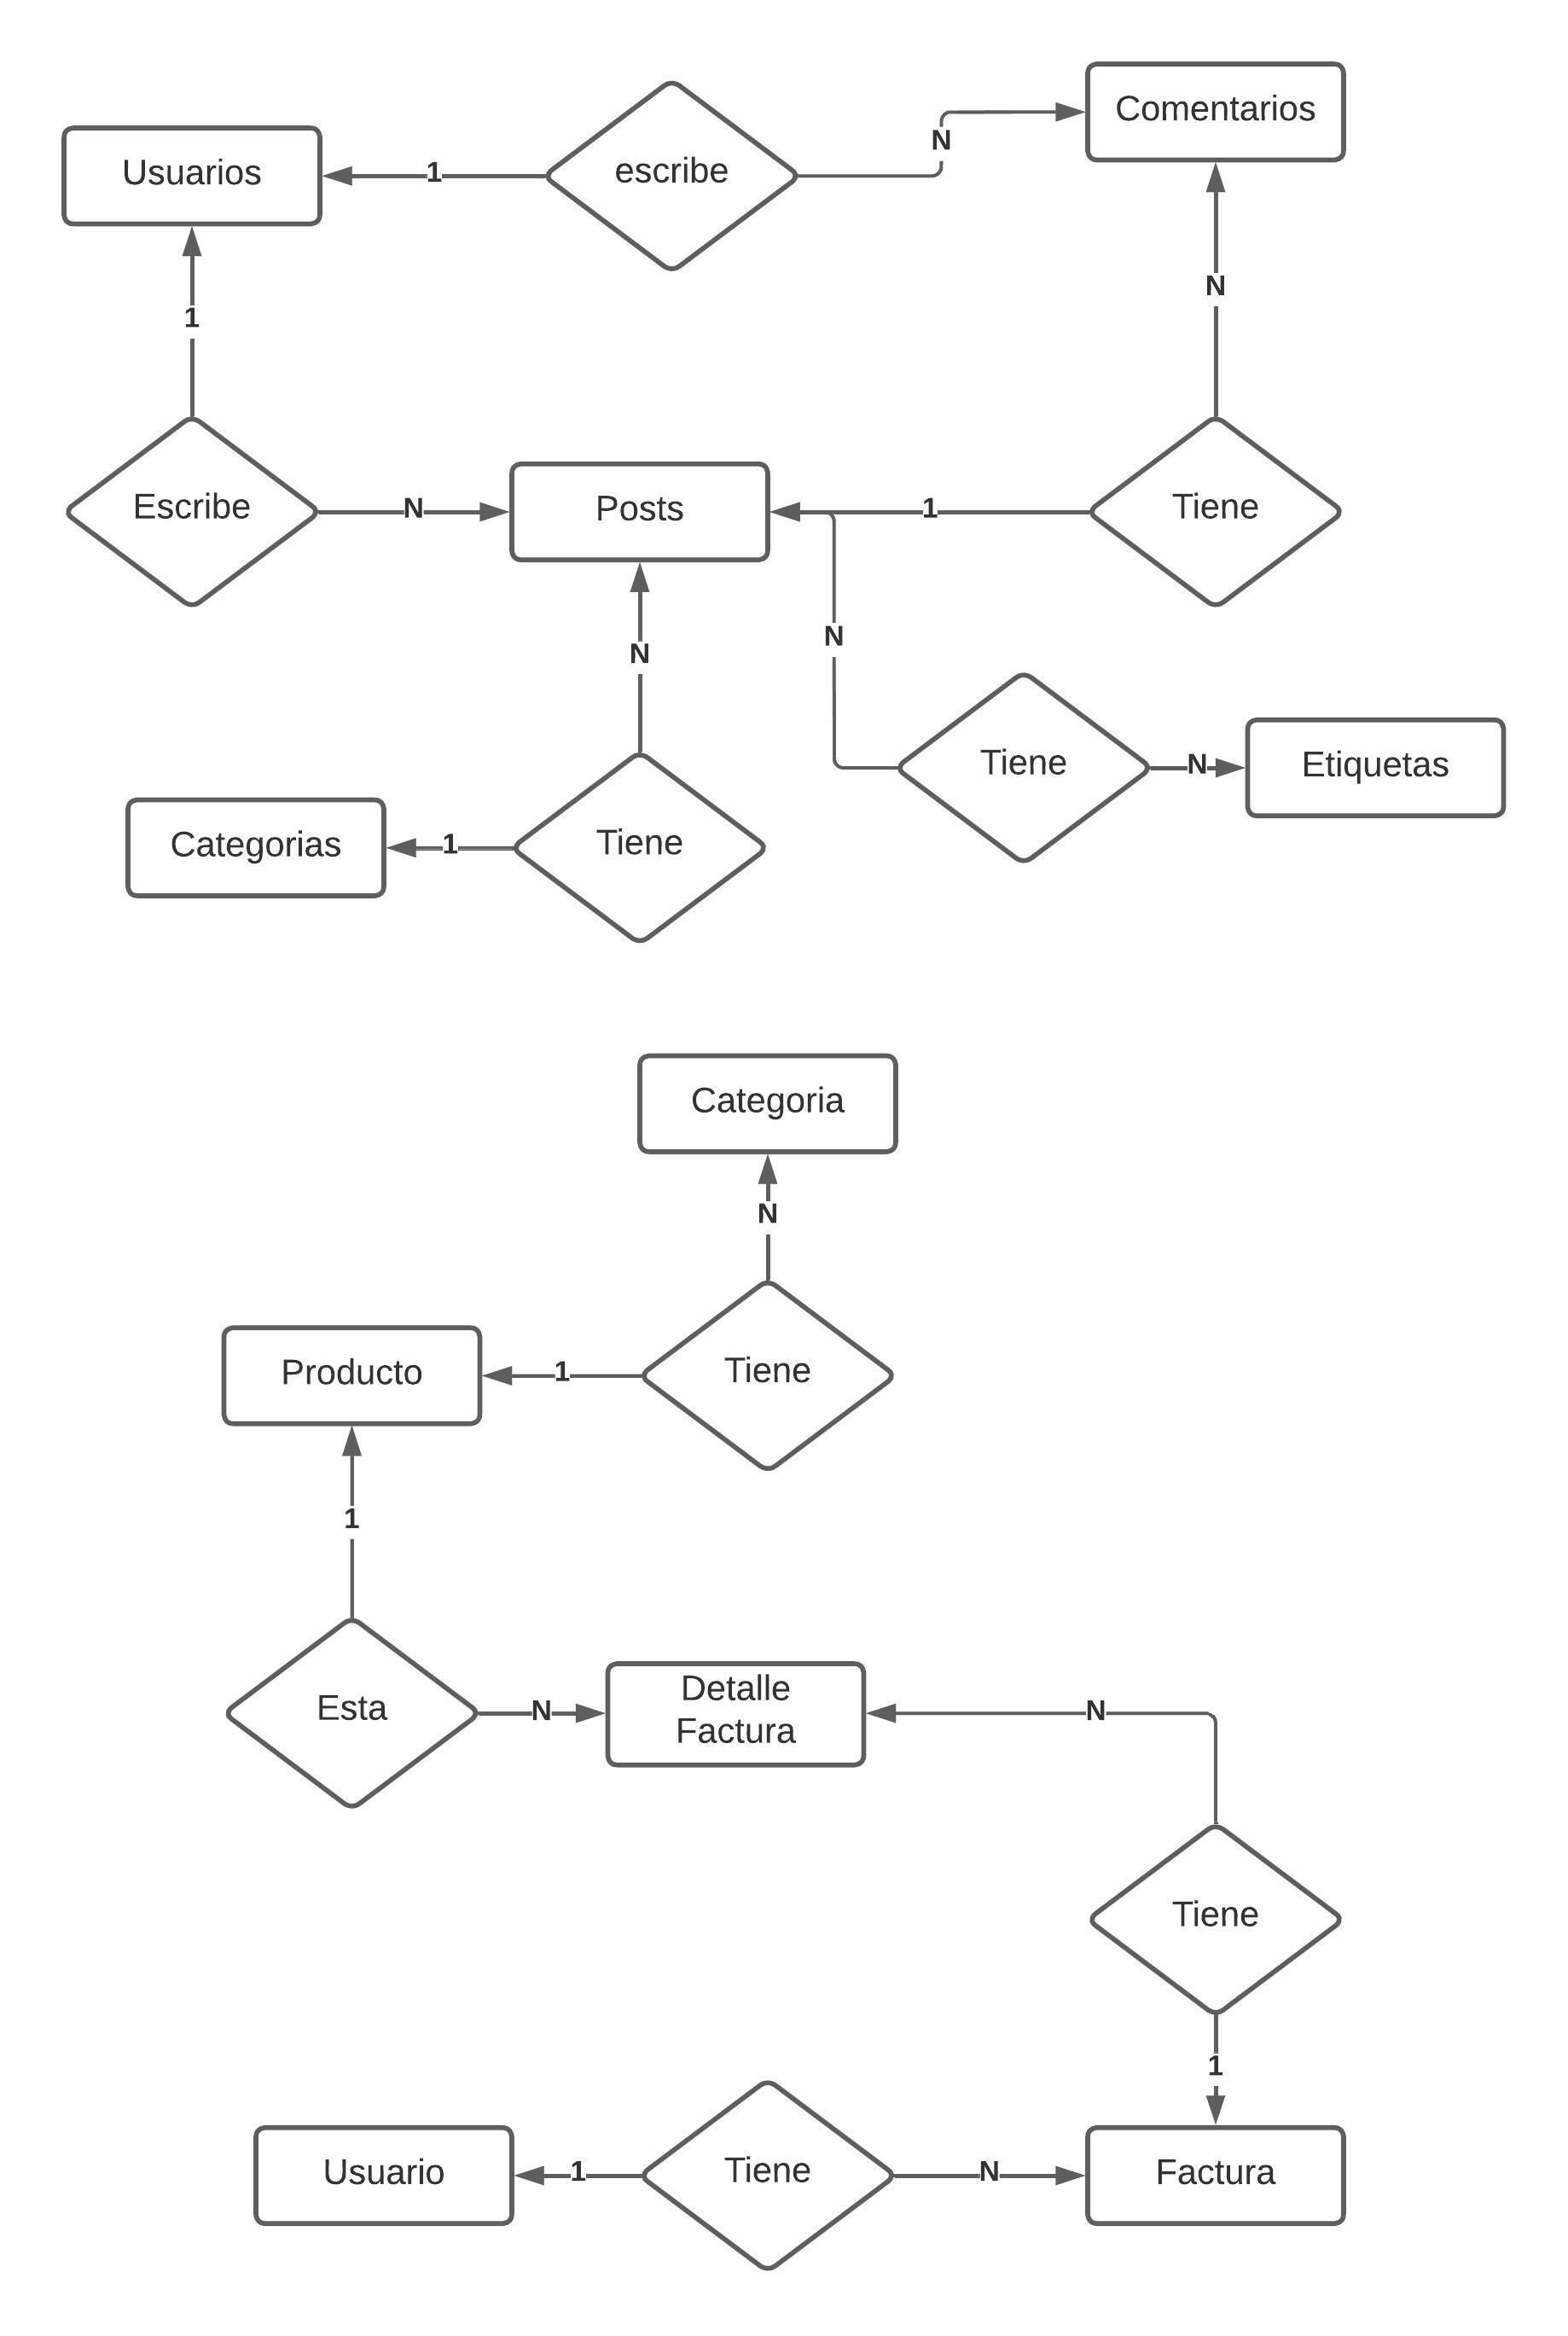 Comentarios
Usuarios
1
escribe
N
N
1
Escribe
N
Posts
1
Tiene
N
N
Categorias
1
Tiene
Tiene
N
Etiquetas
Categoria
N
Producto
1
Tiene
1
Esta
N
Detalle
Factura
N
Tiene
1
Usuario
1
Tiene
N
Factura